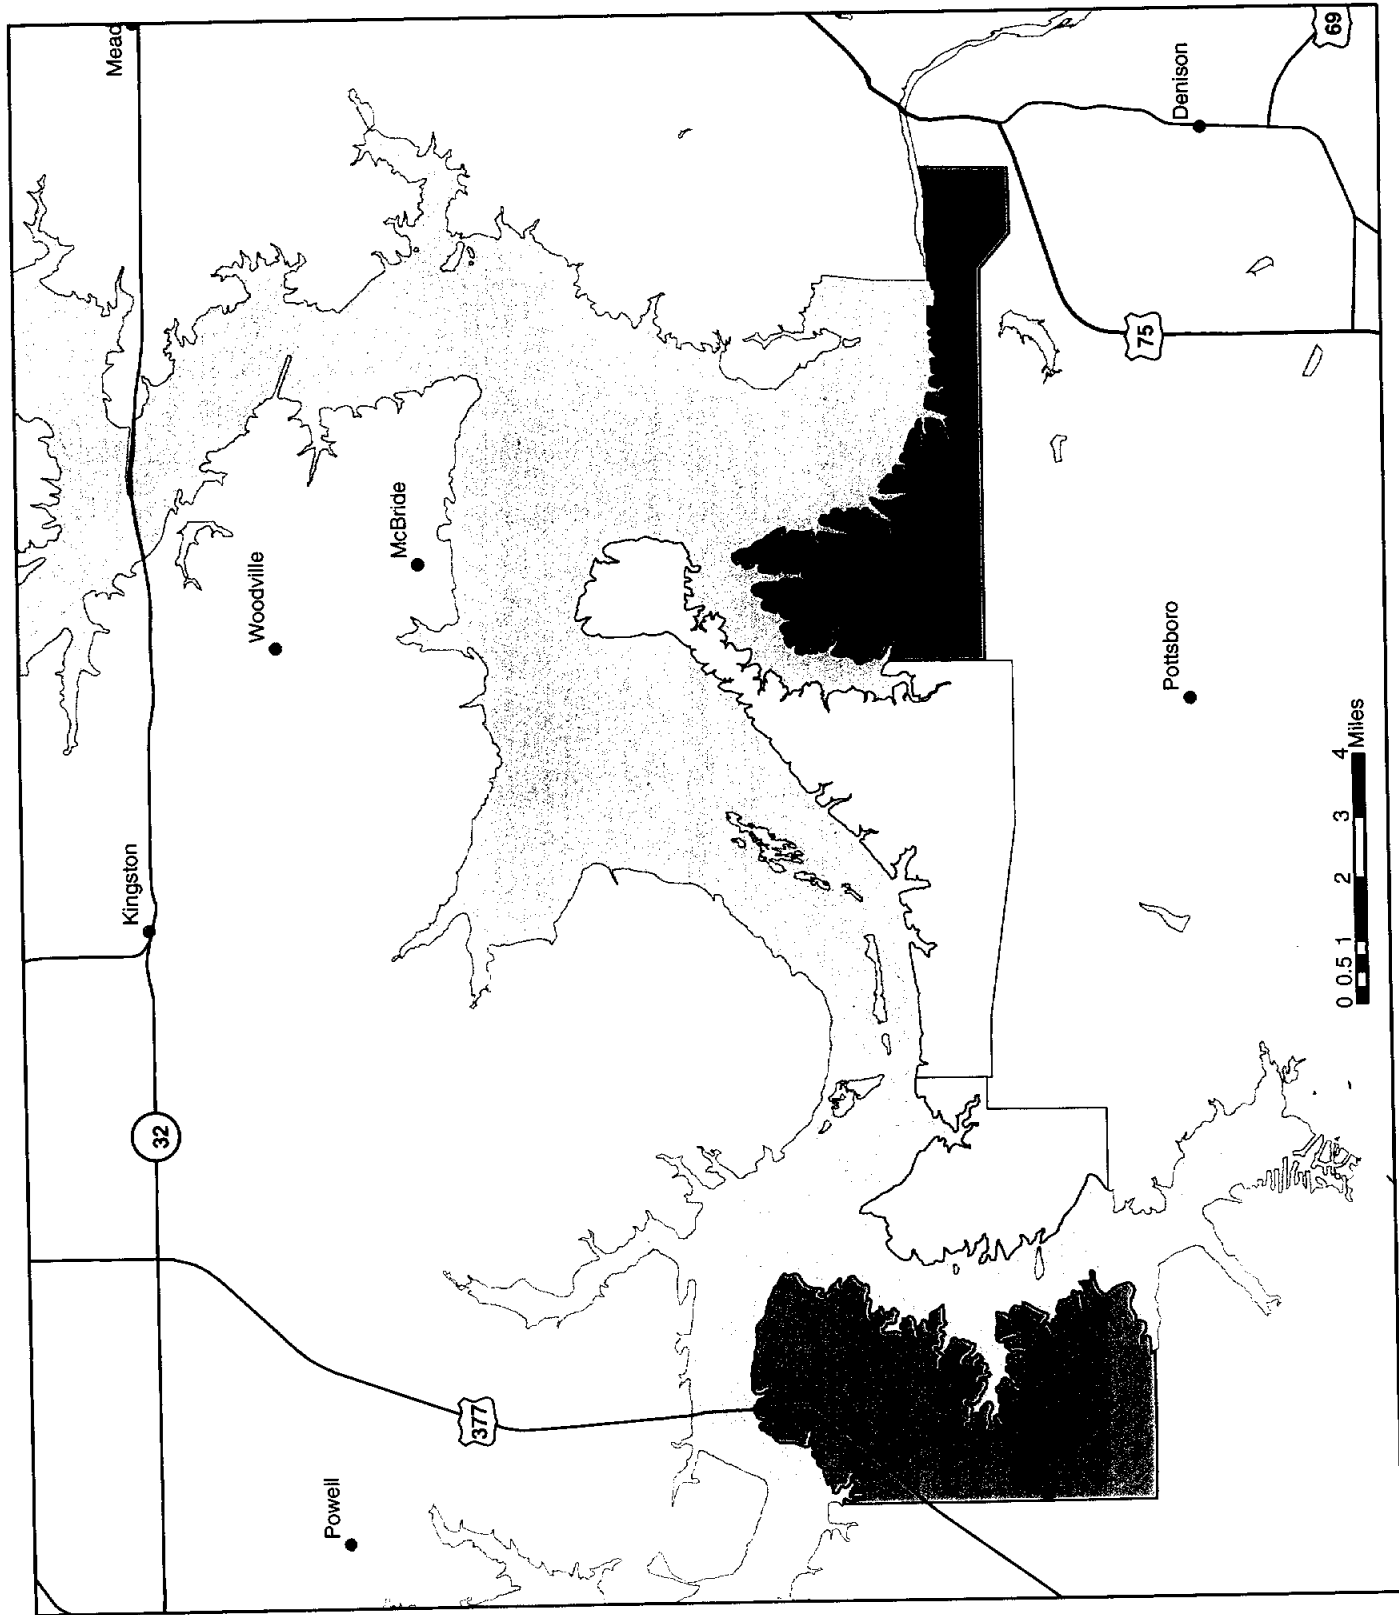 Mead
32
Kingston
Woodville
McBride
Powell
377
Denison
69
75
Pottsboro
0 0.5 1 2 3 4
Miles